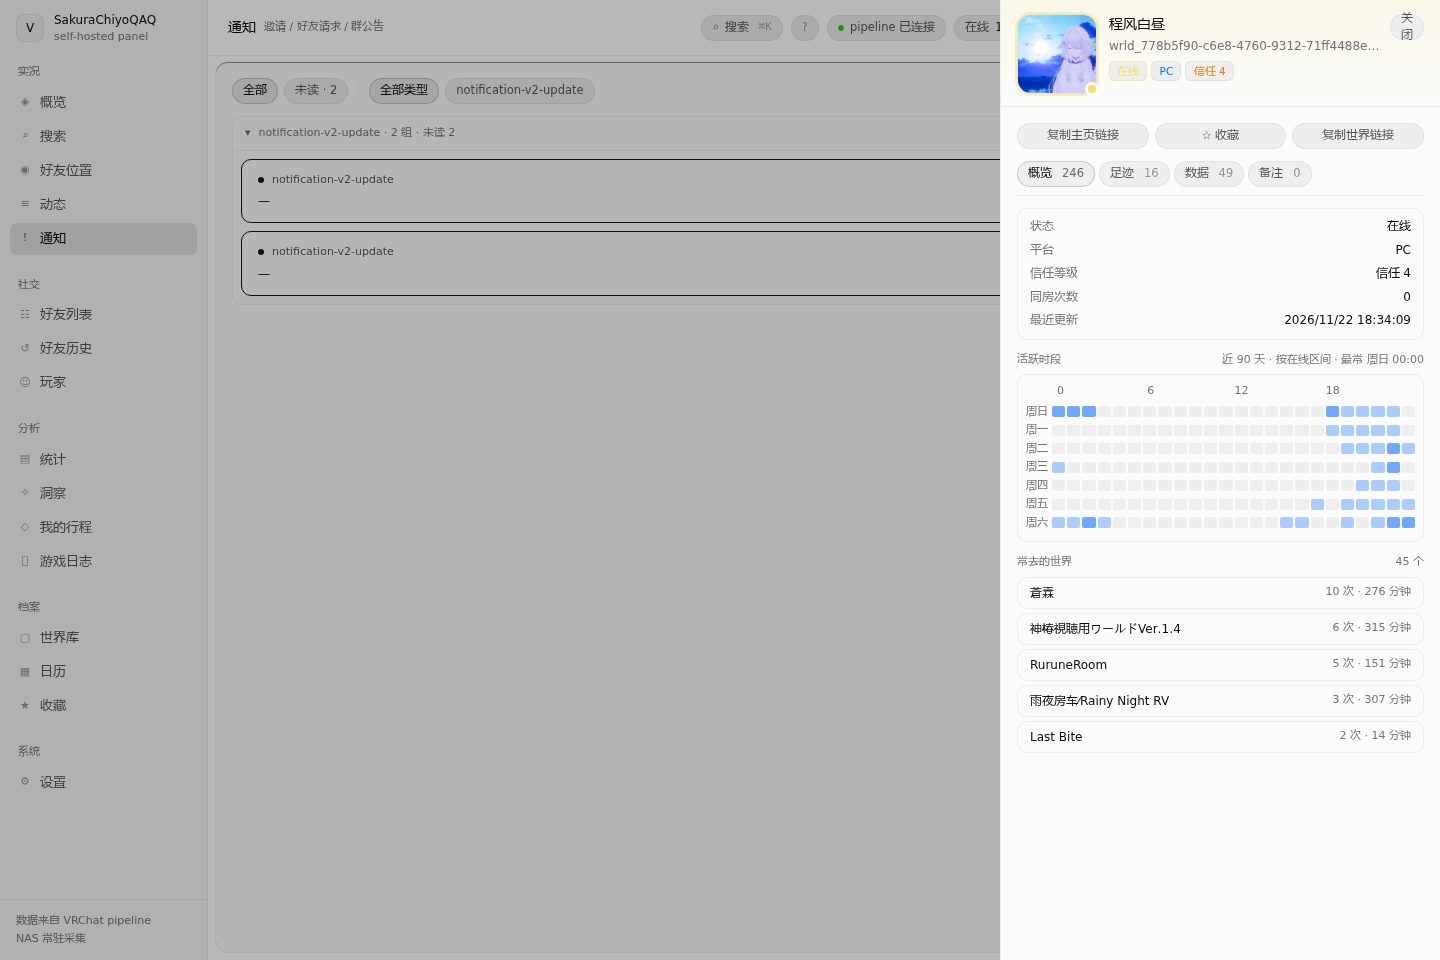 V
SakuraChiyoQAQ
self-hosted panel
实况
概览
搜索
好友位置
动态
通知
社交
好友列表
好友历史
玩家
分析
统计
洞察
我的行程
游戏日志
档案
世界库
日历
收藏
系统
设置
数据来自 VRChat pipeline
NAS 常驻采集
通知 邀请 / 好友请求 / 群公告
搜索 ⌘K
?
pipeline 已连接
在线 1
全部
未读 · 2
全部类型
notification-v2-update
▾ notification-v2-update · 2 组 · 未读 2
notification-v2-update
—
notification-v2-update
—
程风白昼
wrld_778b5f90-c6e8-4760-9312-71ff4488e…
在线 PC 信任 4
关闭
复制主页链接
☆ 收藏
复制世界链接
概览 246
足迹 16
数据 49
备注 0
状态 在线
平台 PC
信任等级 信任 4
同房次数 0
最近更新 2026/11/22 18:34:09
活跃时段 近 90 天 · 按在线区间 · 最常 周日 00:00
0 6 12 18
周日
周一
周二
周三
周四
周五
周六
常去的世界 45 个
蒼霖 10 次 · 276 分钟
神椿視聴用ワールドVer.1.4 6 次 · 315 分钟
RuruneRoom 5 次 · 151 分钟
雨夜房车⁄Rainy Night RV 3 次 · 307 分钟
Last Bite 2 次 · 14 分钟